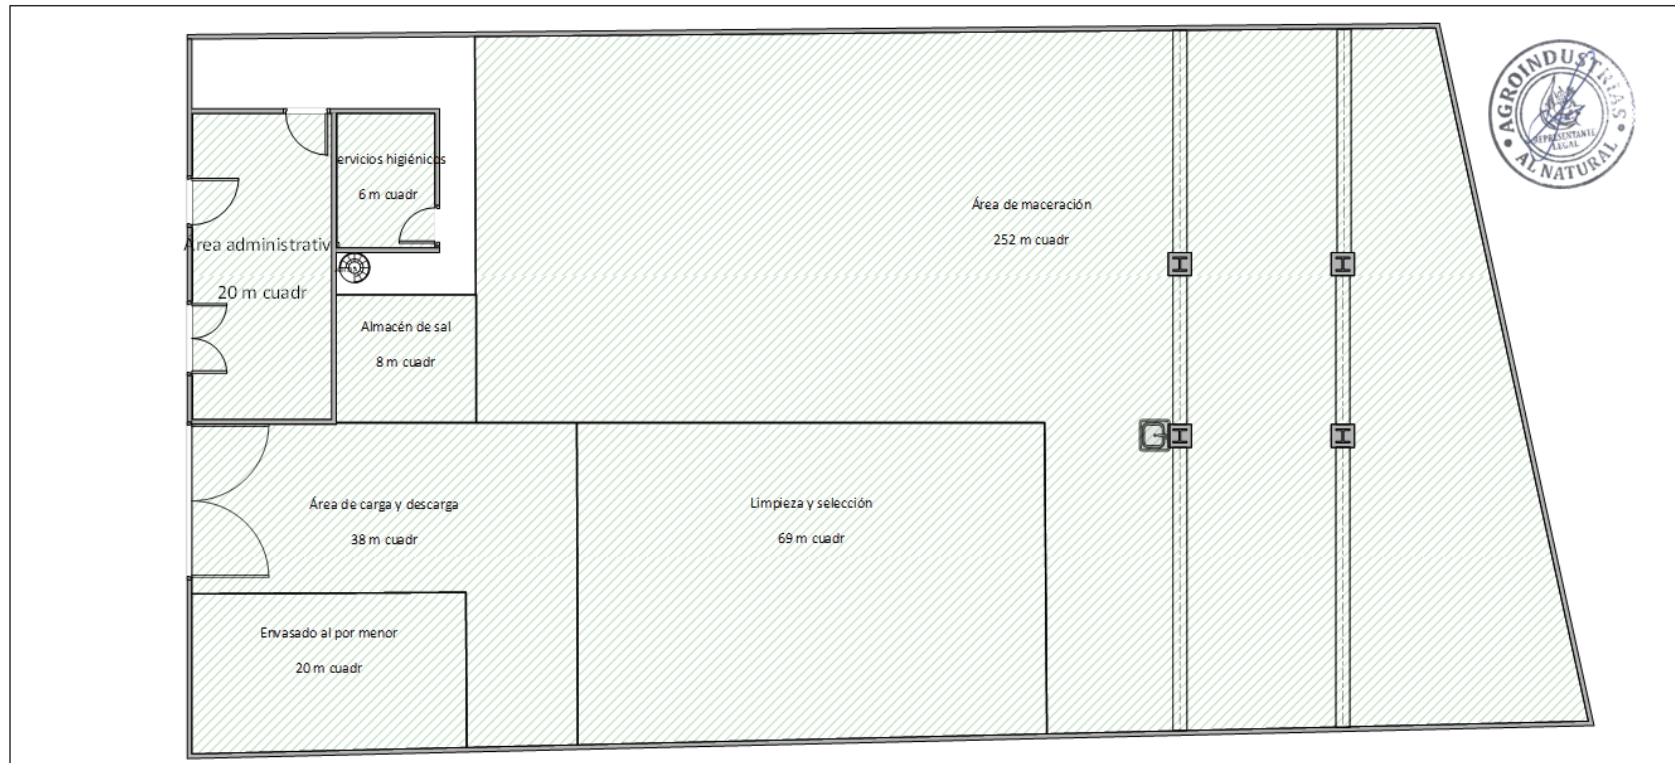 AGROINDUSTRIAS
REPRESENTANTE
LEGAL
AL NATURAL
ervicios higiénicos
6 m cuadr
Área de maceración
252 m cuadr
Área administrativ
20 m cuadr
Almacén de sal
8 m cuadr
Área de carga y descarga
38 m cuadr
Limpieza y selección
69 m cuadr
Envasado al por menor
20 m cuadr